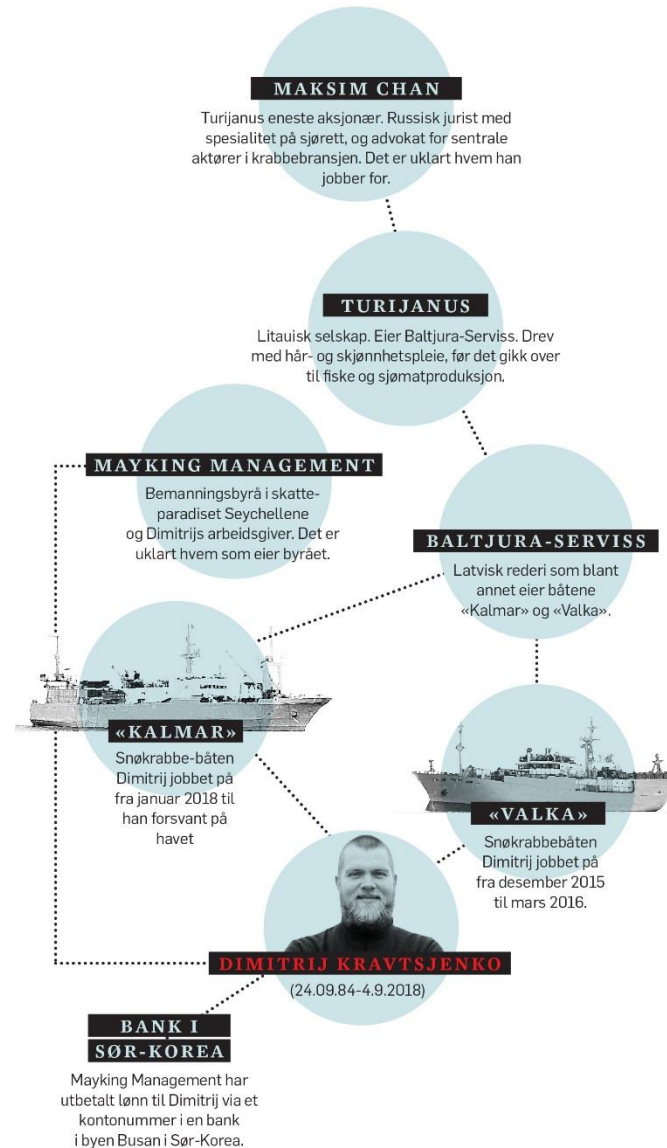 MAKSIM CHAN
Turijanus eneste aksjonær. Russisk jurist med
spesialitet på sjørett, og advokat for sentrale
aktører i krabbebransjen. Det er uklart hvem han
jobber for.
TURIJANUS
Litauisk selskap. Eier Baltjura-Serviss. Drev
med hår- og skjønnhetspleie, før det gikk over
til fiske og sjømatproduksjon.
MAYKING MANAGEMENT
Bemanningsbyrå i skatte-
paradiset Seychellene
og Dimitrijs arbeidsgiver. Det er
uklart hvem som eier byrået.
BALTJURA-SERVISS
Latvisk rederi som blant
annet eier båtene
«Kalmar» og «Valka».
«KALMAR»
Snøkrabbe-båten
Dimitrij jobbet på
fra januar 2018 til
han forsvant på
havet
«VALKA»
Snøkrabbebåten
Dimitrij jobbet på
fra desember 2015
til mars 2016.
DIMITRIJ KRAVTSJENKO
(24.09.84-4.9.2018)
BANK I
SØR-KOREA
Mayking Management har
utbetalt lønn til Dimitrij via et
kontonummer i en bank
i byen Busan i Sør-Korea.